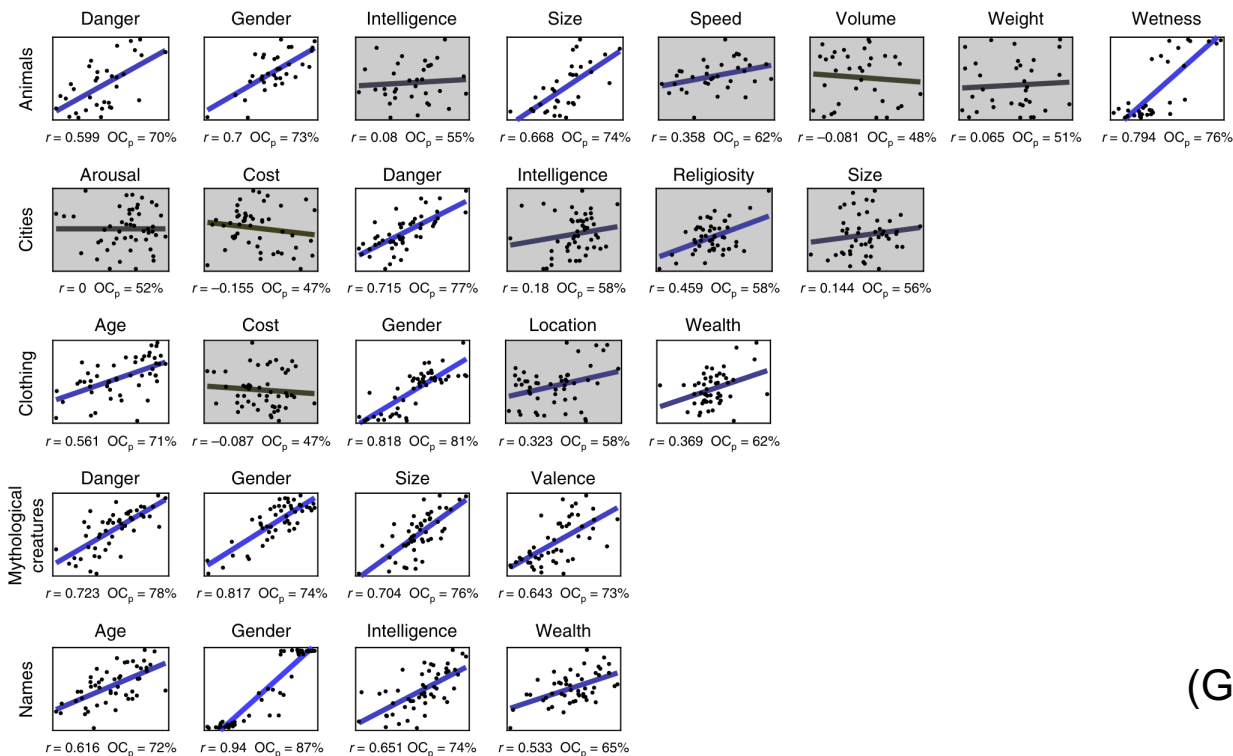 Danger Gender Intelligence Size Speed Volume Weight Wetness
Animals
r = 0.599 OCp = 70% r = 0.7 OCp = 73% r = 0.08 OCp = 55% r = 0.668 OCp = 74% r = 0.358 OCp = 62% r = −0.081 OCp = 48% r = 0.065 OCp = 51% r = 0.794 OCp = 76%
Arousal Cost Danger Intelligence Religiosity Size
Cities
r = 0 OCp = 52% r = −0.155 OCp = 47% r = 0.715 OCp = 77% r = 0.18 OCp = 58% r = 0.459 OCp = 58% r = 0.144 OCp = 56%
Age Cost Gender Location Wealth
Clothing
r = 0.561 OCp = 71% r = −0.087 OCp = 47% r = 0.818 OCp = 81% r = 0.323 OCp = 58% r = 0.369 OCp = 62%
Danger Gender Size Valence
Mythological
creatures
r = 0.723 OCp = 78% r = 0.817 OCp = 74% r = 0.704 OCp = 76% r = 0.643 OCp = 73%
Age Gender Intelligence Wealth
Names
(G
r = 0.616 OCp = 72% r = 0.94 OCp = 87% r = 0.651 OCp = 74% r = 0.533 OCp = 65%